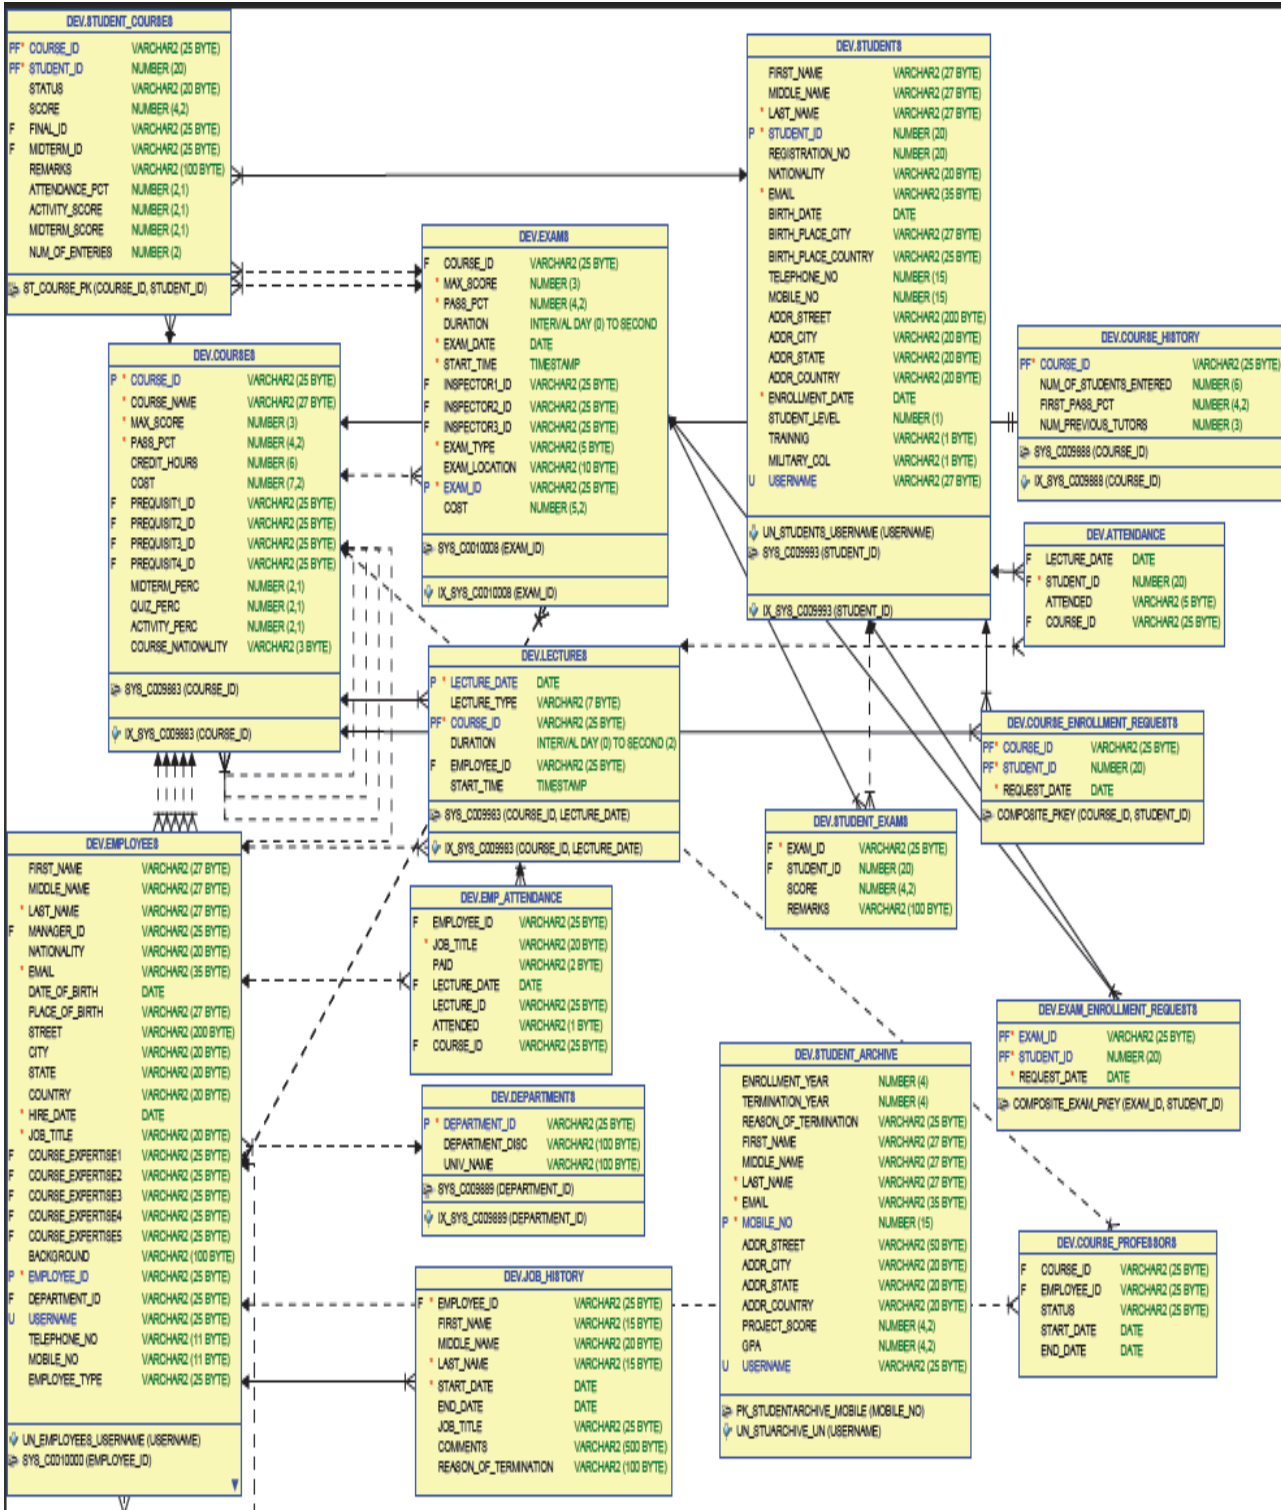 DEV.STUDENT_COURSES
PF* COURSE_ID VARCHAR2 (25 BYTE)
PF* STUDENT_ID NUMBER (20)
STATUS VARCHAR2 (20 BYTE)
SCORE NUMBER (4,2)
F FINAL_ID VARCHAR2 (25 BYTE)
F MIDTERM_ID VARCHAR2 (25 BYTE)
REMARKS VARCHAR2 (100 BYTE)
ATTENDANCE_PCT NUMBER (2,1)
ACTIVITY_SCORE NUMBER (2,1)
MIDTERM_SCORE NUMBER (2,1)
NUM_OF_ENTERIES NUMBER (2)
ST_COURSE_PK (COURSE_ID, STUDENT_ID)
DEV.STUDENTS
FIRST_NAME VARCHAR2 (27 BYTE)
MIDDLE_NAME VARCHAR2 (27 BYTE)
* LAST_NAME VARCHAR2 (27 BYTE)
P * STUDENT_ID NUMBER (20)
REGISTRATION_NO NUMBER (20)
NATIONALITY VARCHAR2 (20 BYTE)
* EMAIL VARCHAR2 (35 BYTE)
BIRTH_DATE DATE
BIRTH_PLACE_CITY VARCHAR2 (27 BYTE)
BIRTH_PLACE_COUNTRY VARCHAR2 (25 BYTE)
TELEPHONE_NO NUMBER (15)
MOBILE_NO NUMBER (15)
ADDR_STREET VARCHAR2 (200 BYTE)
ADDR_CITY VARCHAR2 (20 BYTE)
ADDR_STATE VARCHAR2 (20 BYTE)
ADDR_COUNTRY VARCHAR2 (20 BYTE)
* ENROLLMENT_DATE DATE
STUDENT_LEVEL NUMBER (1)
TRAINNIG VARCHAR2 (1 BYTE)
MILITARY_COL VARCHAR2 (1 BYTE)
U USERNAME VARCHAR2 (27 BYTE)
UN_STUDENTS_USERNAME (USERNAME)
SYS_C009993 (STUDENT_ID)
IX_SYS_C009993 (STUDENT_ID)
DEV.EXAMS
F COURSE_ID VARCHAR2 (25 BYTE)
* MAX_SCORE NUMBER (3)
* PASS_PCT NUMBER (4,2)
DURATION INTERVAL DAY (0) TO SECOND
* EXAM_DATE DATE
* START_TIME TIMESTAMP
F INSPECTOR1_ID VARCHAR2 (25 BYTE)
F INSPECTOR2_ID VARCHAR2 (25 BYTE)
F INSPECTOR3_ID VARCHAR2 (25 BYTE)
* EXAM_TYPE VARCHAR2 (5 BYTE)
EXAM_LOCATION VARCHAR2 (10 BYTE)
P * EXAM_ID VARCHAR2 (25 BYTE)
COST NUMBER (5,2)
SYS_C0010008 (EXAM_ID)
IX_SYS_C0010008 (EXAM_ID)
DEV.COURSE_HISTORY
PF* COURSE_ID VARCHAR2 (25 BYTE)
NUM_OF_STUDENTS_ENTERED NUMBER (6)
FIRST_PASS_PCT NUMBER (4,2)
NUM_PREVIOUS_TUTORS NUMBER (3)
SYS_C009888 (COURSE_ID)
IX_SYS_C009888 (COURSE_ID)
DEV.COURSES
P * COURSE_ID VARCHAR2 (25 BYTE)
* COURSE_NAME VARCHAR2 (27 BYTE)
* MAX_SCORE NUMBER (3)
* PASS_PCT NUMBER (4,2)
CREDIT_HOURS NUMBER (6)
COST NUMBER (7,2)
F PREQUISIT1_ID VARCHAR2 (25 BYTE)
F PREQUISIT2_ID VARCHAR2 (25 BYTE)
F PREQUISIT3_ID VARCHAR2 (25 BYTE)
F PREQUISIT4_ID VARCHAR2 (25 BYTE)
MIDTERM_PERC NUMBER (2,1)
QUIZ_PERC NUMBER (2,1)
ACTIVITY_PERC NUMBER (2,1)
COURSE_NATIONALITY VARCHAR2 (3 BYTE)
SYS_C009883 (COURSE_ID)
IX_SYS_C009883 (COURSE_ID)
DEV.ATTENDANCE
F LECTURE_DATE DATE
F * STUDENT_ID NUMBER (20)
ATTENDED VARCHAR2 (5 BYTE)
F COURSE_ID VARCHAR2 (25 BYTE)
DEV.LECTURES
P * LECTURE_DATE DATE
LECTURE_TYPE VARCHAR2 (7 BYTE)
PF* COURSE_ID VARCHAR2 (25 BYTE)
DURATION INTERVAL DAY (0) TO SECOND (2)
F EMPLOYEE_ID VARCHAR2 (25 BYTE)
START_TIME TIMESTAMP
SYS_C009983 (COURSE_ID, LECTURE_DATE)
IX_SYS_C009983 (COURSE_ID, LECTURE_DATE)
DEV.COURSE_ENROLLMENT_REQUESTS
PF* COURSE_ID VARCHAR2 (25 BYTE)
PF* STUDENT_ID NUMBER (20)
* REQUEST_DATE DATE
COMPOSITE_PKEY (COURSE_ID, STUDENT_ID)
DEV.STUDENT_EXAMS
F * EXAM_ID VARCHAR2 (25 BYTE)
F STUDENT_ID NUMBER (20)
SCORE NUMBER (4,2)
REMARKS VARCHAR2 (100 BYTE)
DEV.EMPLOYEES
FIRST_NAME VARCHAR2 (27 BYTE)
MIDDLE_NAME VARCHAR2 (27 BYTE)
* LAST_NAME VARCHAR2 (27 BYTE)
F MANAGER_ID VARCHAR2 (25 BYTE)
NATIONALITY VARCHAR2 (20 BYTE)
* EMAIL VARCHAR2 (35 BYTE)
DATE_OF_BIRTH DATE
PLACE_OF_BIRTH VARCHAR2 (27 BYTE)
STREET VARCHAR2 (200 BYTE)
CITY VARCHAR2 (20 BYTE)
STATE VARCHAR2 (20 BYTE)
COUNTRY VARCHAR2 (20 BYTE)
* HIRE_DATE DATE
* JOB_TITLE VARCHAR2 (20 BYTE)
F COURSE_EXPERTISE1 VARCHAR2 (25 BYTE)
F COURSE_EXPERTISE2 VARCHAR2 (25 BYTE)
F COURSE_EXPERTISE3 VARCHAR2 (25 BYTE)
F COURSE_EXPERTISE4 VARCHAR2 (25 BYTE)
F COURSE_EXPERTISE5 VARCHAR2 (25 BYTE)
BACKGROUND VARCHAR2 (100 BYTE)
P * EMPLOYEE_ID VARCHAR2 (25 BYTE)
F DEPARTMENT_ID VARCHAR2 (25 BYTE)
U USERNAME VARCHAR2 (25 BYTE)
TELEPHONE_NO VARCHAR2 (11 BYTE)
MOBILE_NO VARCHAR2 (11 BYTE)
EMPLOYEE_TYPE VARCHAR2 (25 BYTE)
UN_EMPLOYEES_USERNAME (USERNAME)
SYS_C0010000 (EMPLOYEE_ID)
DEV.EMP_ATTENDANCE
F EMPLOYEE_ID VARCHAR2 (25 BYTE)
* JOB_TITLE VARCHAR2 (20 BYTE)
PAID VARCHAR2 (2 BYTE)
F LECTURE_DATE DATE
LECTURE_ID VARCHAR2 (25 BYTE)
ATTENDED VARCHAR2 (1 BYTE)
F COURSE_ID VARCHAR2 (25 BYTE)
DEV.DEPARTMENTS
P * DEPARTMENT_ID VARCHAR2 (25 BYTE)
DEPARTMENT_DISC VARCHAR2 (100 BYTE)
UNIV_NAME VARCHAR2 (100 BYTE)
SYS_C009889 (DEPARTMENT_ID)
IX_SYS_C009889 (DEPARTMENT_ID)
DEV.EXAM_ENROLLMENT_REQUESTS
PF* EXAM_ID VARCHAR2 (25 BYTE)
PF* STUDENT_ID NUMBER (20)
* REQUEST_DATE DATE
COMPOSITE_EXAM_PKEY (EXAM_ID, STUDENT_ID)
DEV.STUDENT_ARCHIVE
ENROLLMENT_YEAR NUMBER (4)
TERMINATION_YEAR NUMBER (4)
REASON_OF_TERMINATION VARCHAR2 (25 BYTE)
FIRST_NAME VARCHAR2 (27 BYTE)
MIDDLE_NAME VARCHAR2 (27 BYTE)
* LAST_NAME VARCHAR2 (27 BYTE)
* EMAIL VARCHAR2 (35 BYTE)
P * MOBILE_NO NUMBER (15)
ADDR_STREET VARCHAR2 (50 BYTE)
ADDR_CITY VARCHAR2 (20 BYTE)
ADDR_STATE VARCHAR2 (20 BYTE)
ADDR_COUNTRY VARCHAR2 (20 BYTE)
PROJECT_SCORE NUMBER (4,2)
GPA NUMBER (4,2)
U USERNAME VARCHAR2 (25 BYTE)
PK_STUDENTARCHIVE_MOBILE (MOBILE_NO)
UN_STUARCHIVE_UN (USERNAME)
DEV.COURSE_PROFESSORS
F COURSE_ID VARCHAR2 (25 BYTE)
F EMPLOYEE_ID VARCHAR2 (25 BYTE)
STATUS VARCHAR2 (25 BYTE)
START_DATE DATE
END_DATE DATE
DEV.JOB_HISTORY
F * EMPLOYEE_ID VARCHAR2 (25 BYTE)
FIRST_NAME VARCHAR2 (15 BYTE)
MIDDLE_NAME VARCHAR2 (20 BYTE)
* LAST_NAME VARCHAR2 (15 BYTE)
* START_DATE DATE
END_DATE DATE
JOB_TITLE VARCHAR2 (25 BYTE)
COMMENTS VARCHAR2 (500 BYTE)
REASON_OF_TERMINATION VARCHAR2 (100 BYTE)